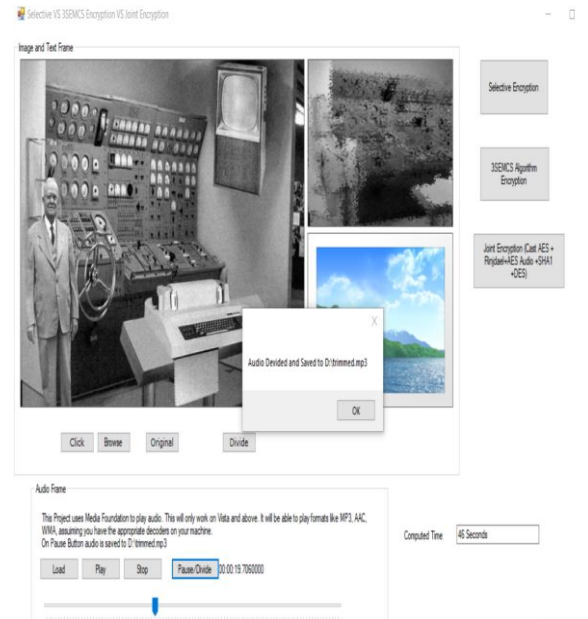 Selective VS 3SEMCS Encryption VS Joint Encryption
Image and Text Frame
Selective Encryption
3SEMCS Algorithm
Encryption
Joint Encryption (Cast AES +
Rinjdael+AES Audio +SHA1
+DES)
Audio Devided and Saved to D:\trimmed.mp3
OK
Click
Browse
Original
Divide
Audio Frame
This Project uses Media Foundation to play audio. This will only work on Vista and above. It will be able to play formats like MP3, AAC,
WMA, assuming you have the appropriate decoders on your machine.
On Pause Button audio is saved to D:\trimmed.mp3
Load
Play
Stop
Pause/Divide
00:00:19.7060000
Computed Time
46 Seconds